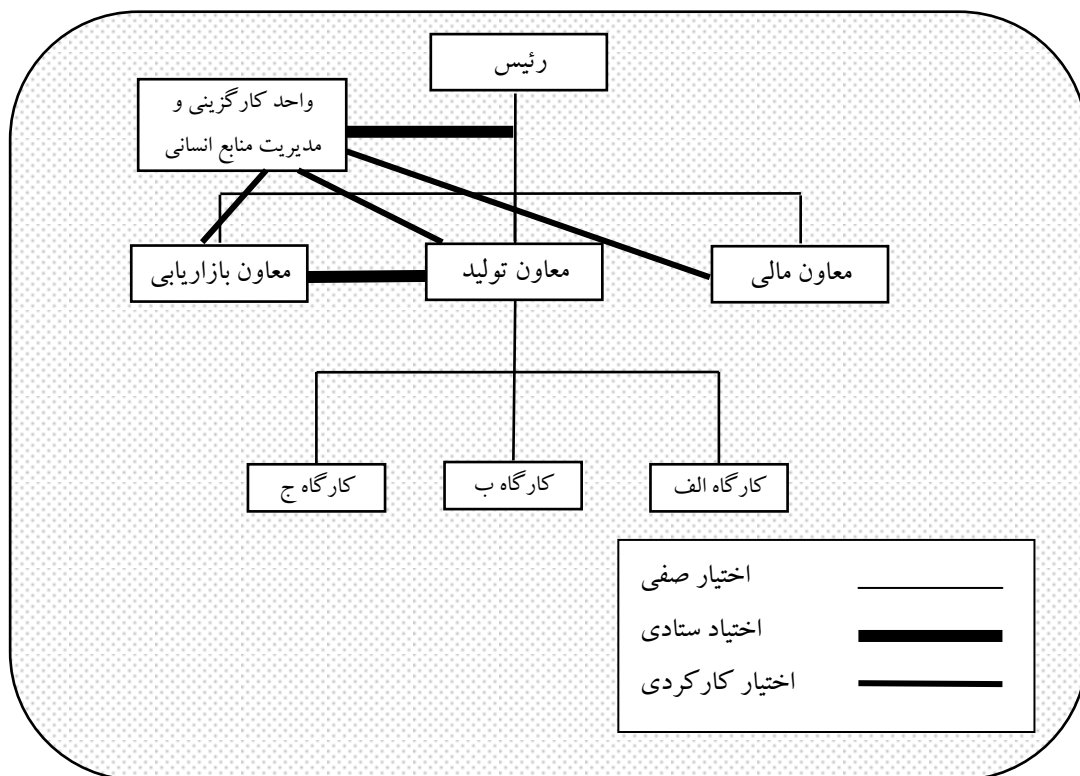 رئیس
واحد کارگزینی و
مدیریت منابع انسانی
معاون مالی
معاون تولید
معاون بازاریابی
کارگاه الف
کارگاه ب
کارگاه ج
اختیار صفی
اختیاد ستادی
اختیار کارکردی